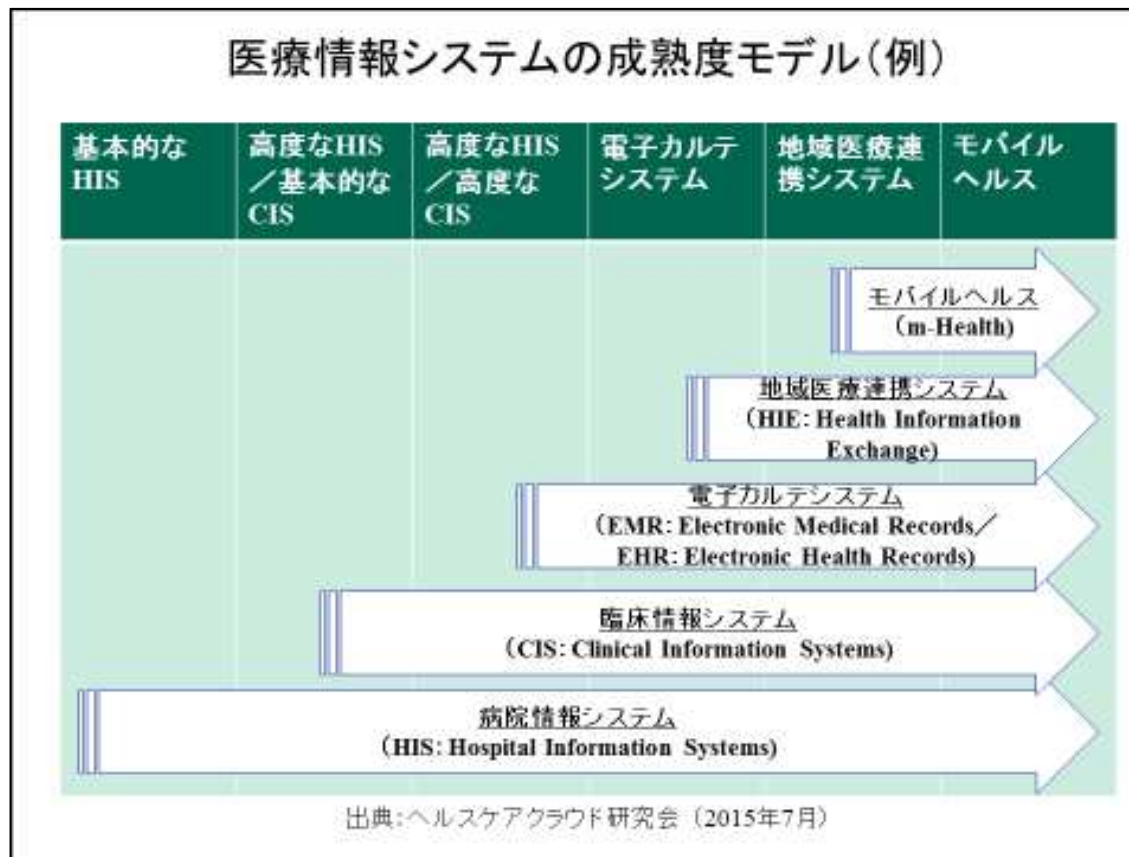 医療情報システムの成熟度モデル(例)
基本的な
HIS
高度なHIS
／基本的な
CIS
高度なHIS
／高度な
CIS
電子カルテ
システム
地域医療連
携システム
モバイル
ヘルス
モバイルヘルス
(m-Health)
地域医療連携システム
(HIE: Health Information
Exchange)
電子カルテシステム
(EMR: Electronic Medical Records／
EHR: Electronic Health Records)
臨床情報システム
(CIS: Clinical Information Systems)
病院情報システム
(HIS: Hospital Information Systems)
出典:ヘルスケアクラウド研究会 (2015年7月)